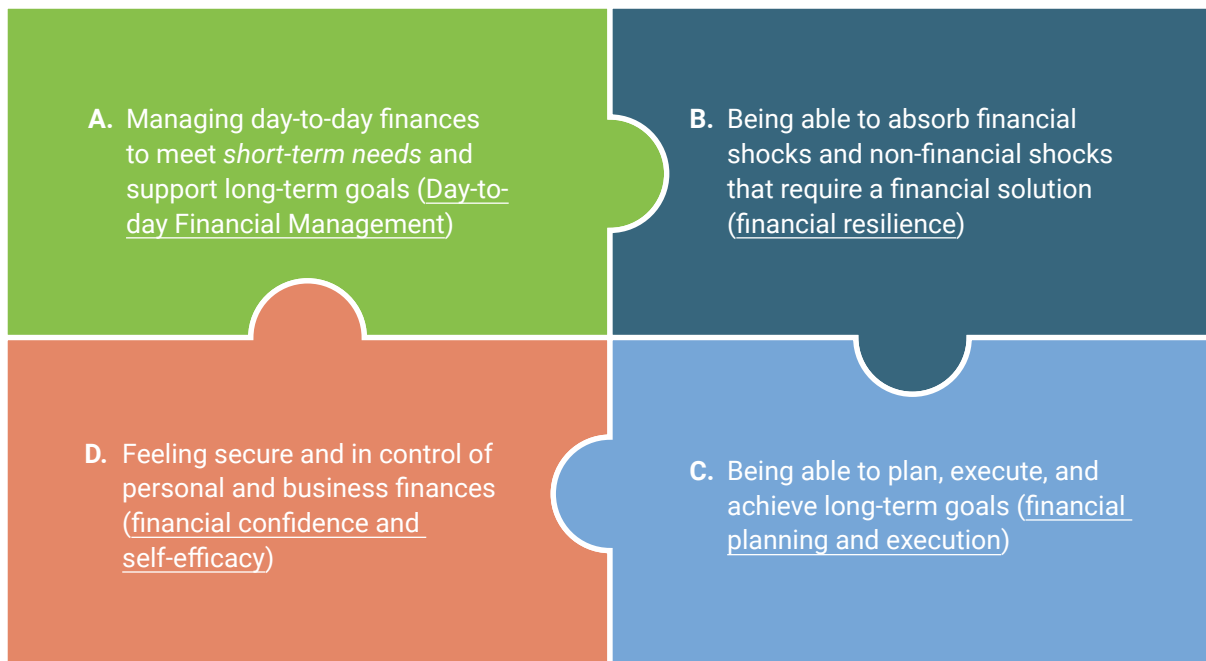 A. Managing day-to-day finances
to meet short-term needs and
support long-term goals (Day-to-
day Financial Management)
B. Being able to absorb financial
shocks and non-financial shocks
that require a financial solution
(financial resilience)
D. Feeling secure and in control of
personal and business finances
(financial confidence and
self-efficacy)
C. Being able to plan, execute, and
achieve long-term goals (financial
planning and execution)